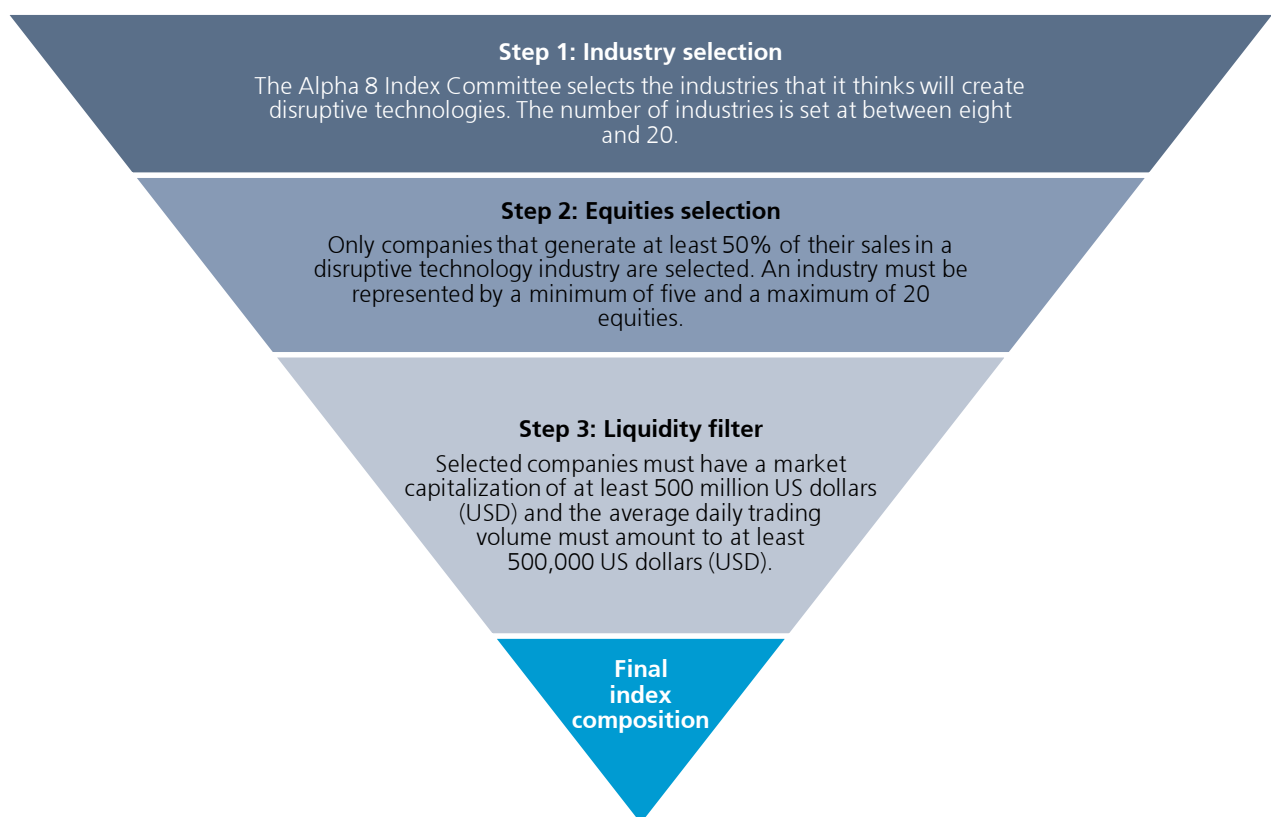 Step 1: Industry selection
The Alpha 8 Index Committee selects the industries that it thinks will create
disruptive technologies. The number of industries is set at between eight
and 20.
Step 2: Equities selection
Only companies that generate at least 50% of their sales in a
disruptive technology industry are selected. An industry must be
represented by a minimum of five and a maximum of 20
equities.
Step 3: Liquidity filter
Selected companies must have a market
capitalization of at least 500 million US dollars
(USD) and the average daily trading
volume must amount to at least
500,000 US dollars (USD).
Final
index
composition